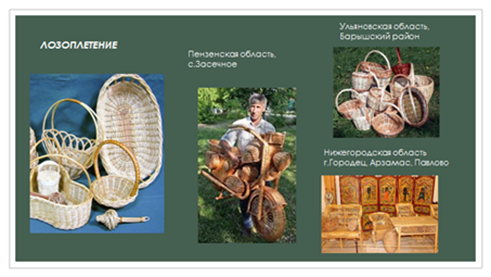 ЛОЗОПЛЕТЕНИЕ
Пензенская область,
с.Засечное
Ульяновская область,
Барышский район
Нижегородская область
г.Городец, Арзамас, Павлово